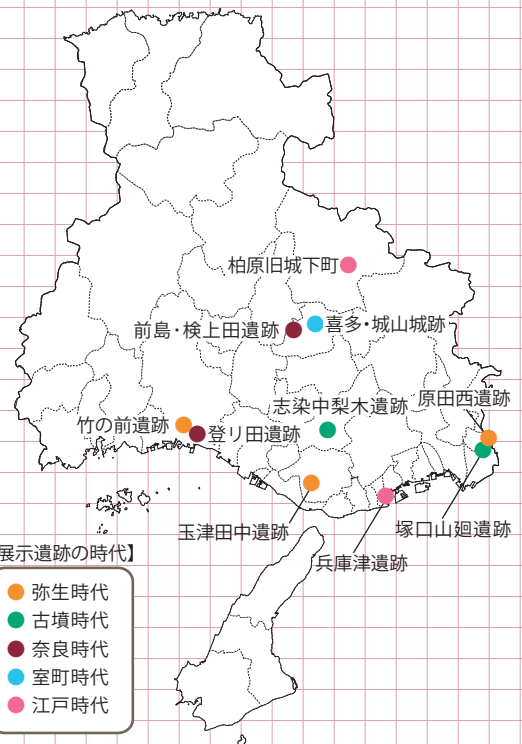 柏原旧城下町
前島・検上田遺跡
喜多・城山城跡
志染中梨木遺跡
原田西遺跡
竹の前遺跡
登リ田遺跡
玉津田中遺跡
塚口山廻遺跡
兵庫津遺跡
展示遺跡の時代】
弥生時代
古墳時代
奈良時代
室町時代
江戸時代